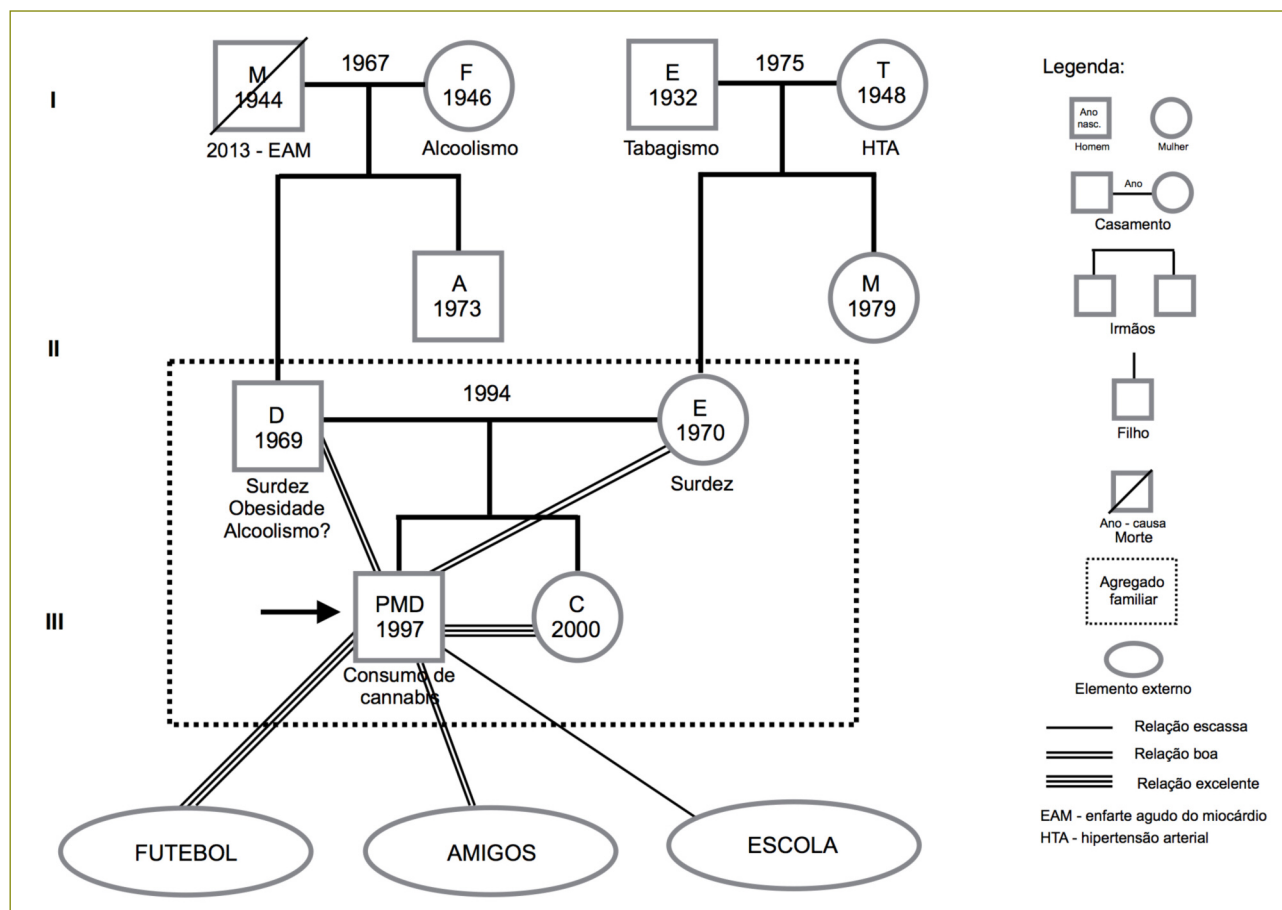 I
M
1944
2013 - EAM
1967
F
1946
Alcoolismo
E
1932
Tabagismo
1975
T
1948
HTA
II
A
1973
M
1979
D
1969
Surdez
Obesidade
Alcoolismo?
1994
E
1970
Surdez
III
PMD
1997
Consumo de
cannabis
C
2000
FUTEBOL
AMIGOS
ESCOLA
Legenda:
Ano
nasc.
Homem
Mulher
Ano
Casamento
Irmãos
Filho
Ano - causa
Morte
Agregado
familiar
Elemento externo
Relação escassa
Relação boa
Relação excelente
EAM - enfarte agudo do miocárdio
HTA - hipertensão arterial